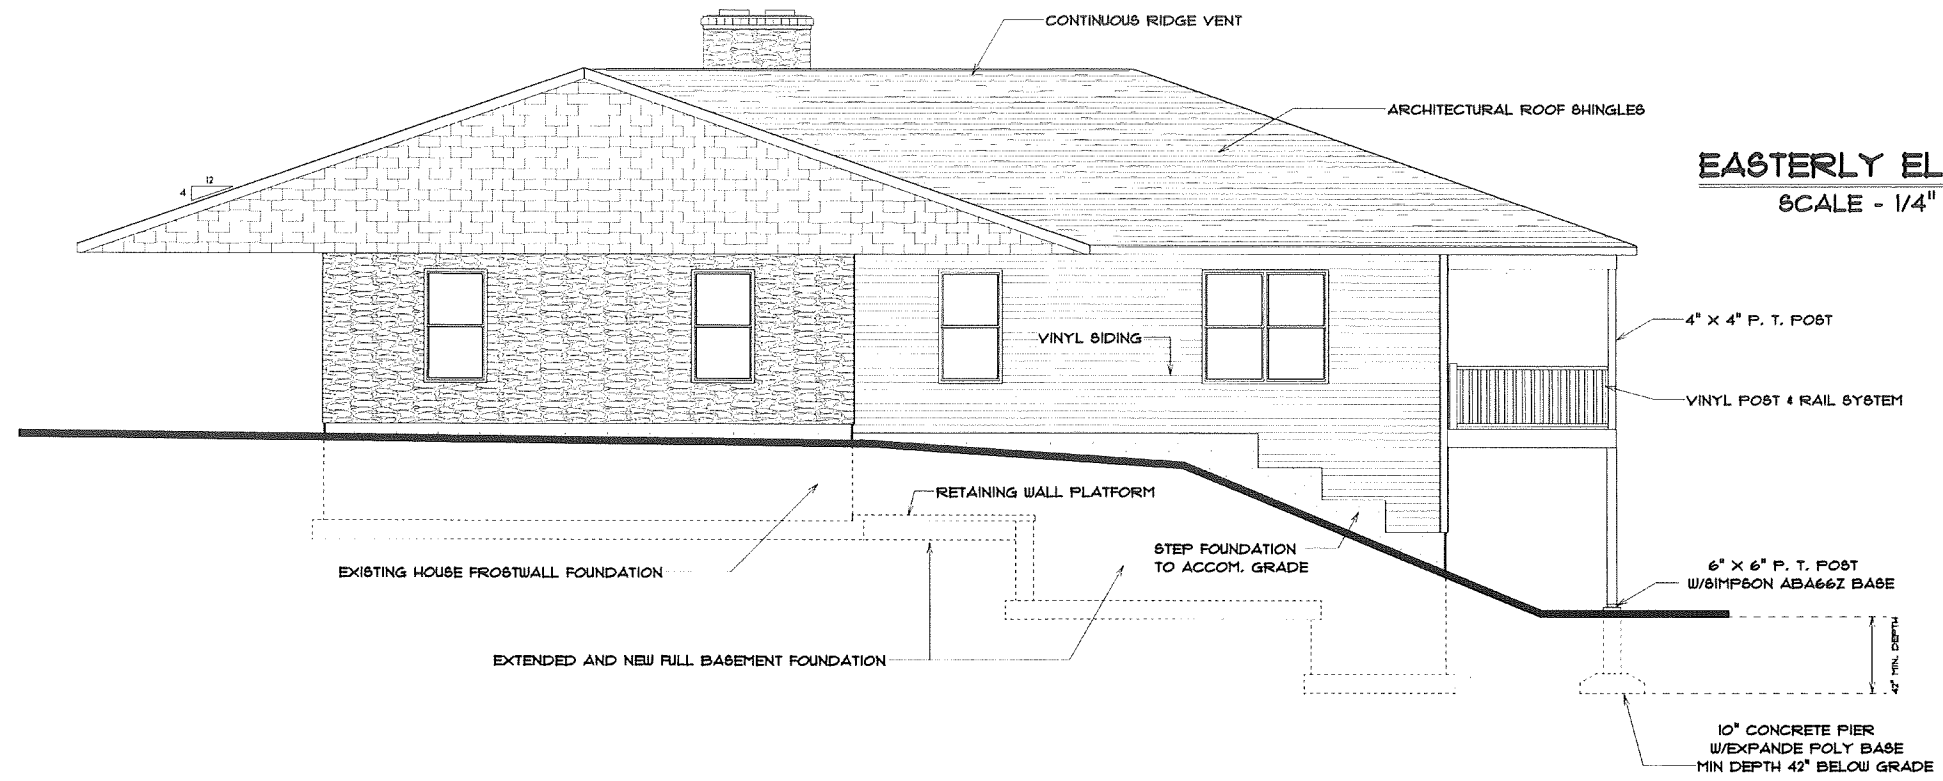 CONTINUOUS RIDGE VENT
ARCHITECTURAL ROOF SHINGLES
EASTERLY EL
SCALE - 1/4"
12
4
4" X 4" P. T. POST
VINYL SIDING
VINYL POST & RAIL SYSTEM
RETAINING WALL PLATFORM
STEP FOUNDATION
TO ACCOM. GRADE
EXISTING HOUSE FROSTWALL FOUNDATION
6" X 6" P. T. POST
W/SIMPSON ABA66Z BASE
EXTENDED AND NEW FULL BASEMENT FOUNDATION
42" MIN. DEPTH
10" CONCRETE PIER
W/EXPANDE POLY BASE
MIN DEPTH 42" BELOW GRADE